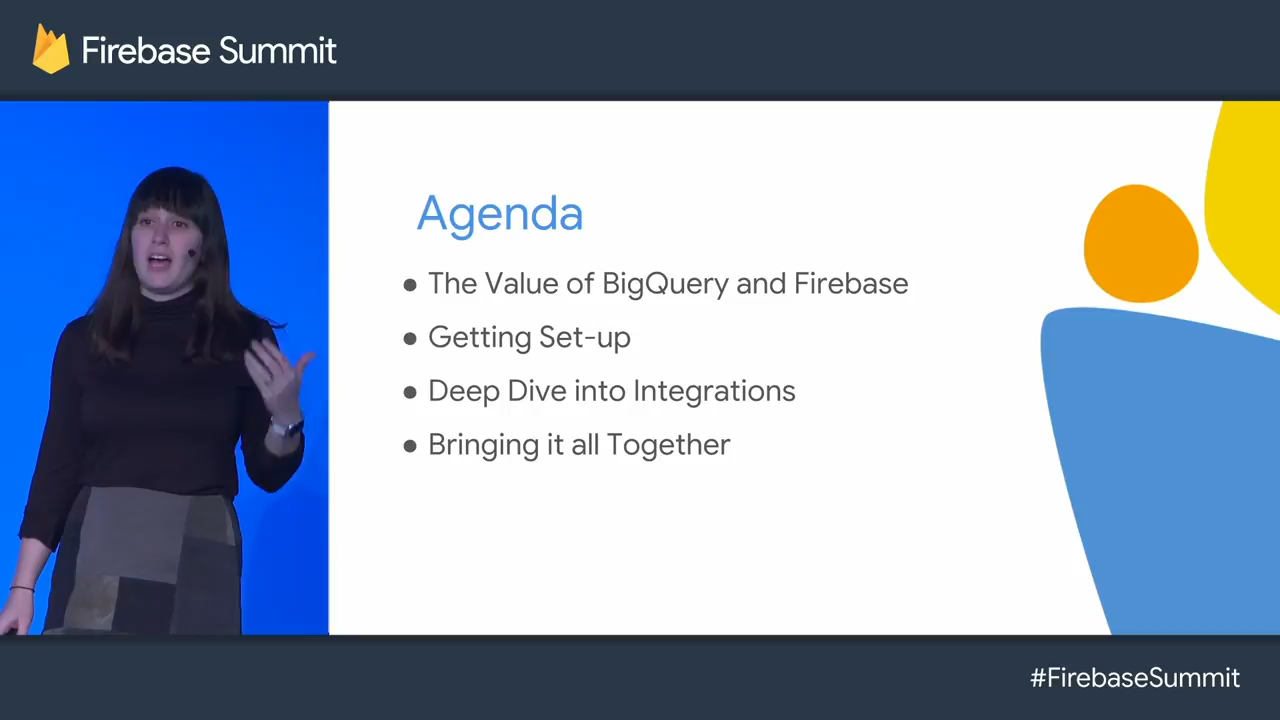 Firebase Summit
Agenda
● The Value of BigQuery and Firebase
● Getting Set-up
● Deep Dive into Integrations
● Bringing it all Together
#FirebaseSummit